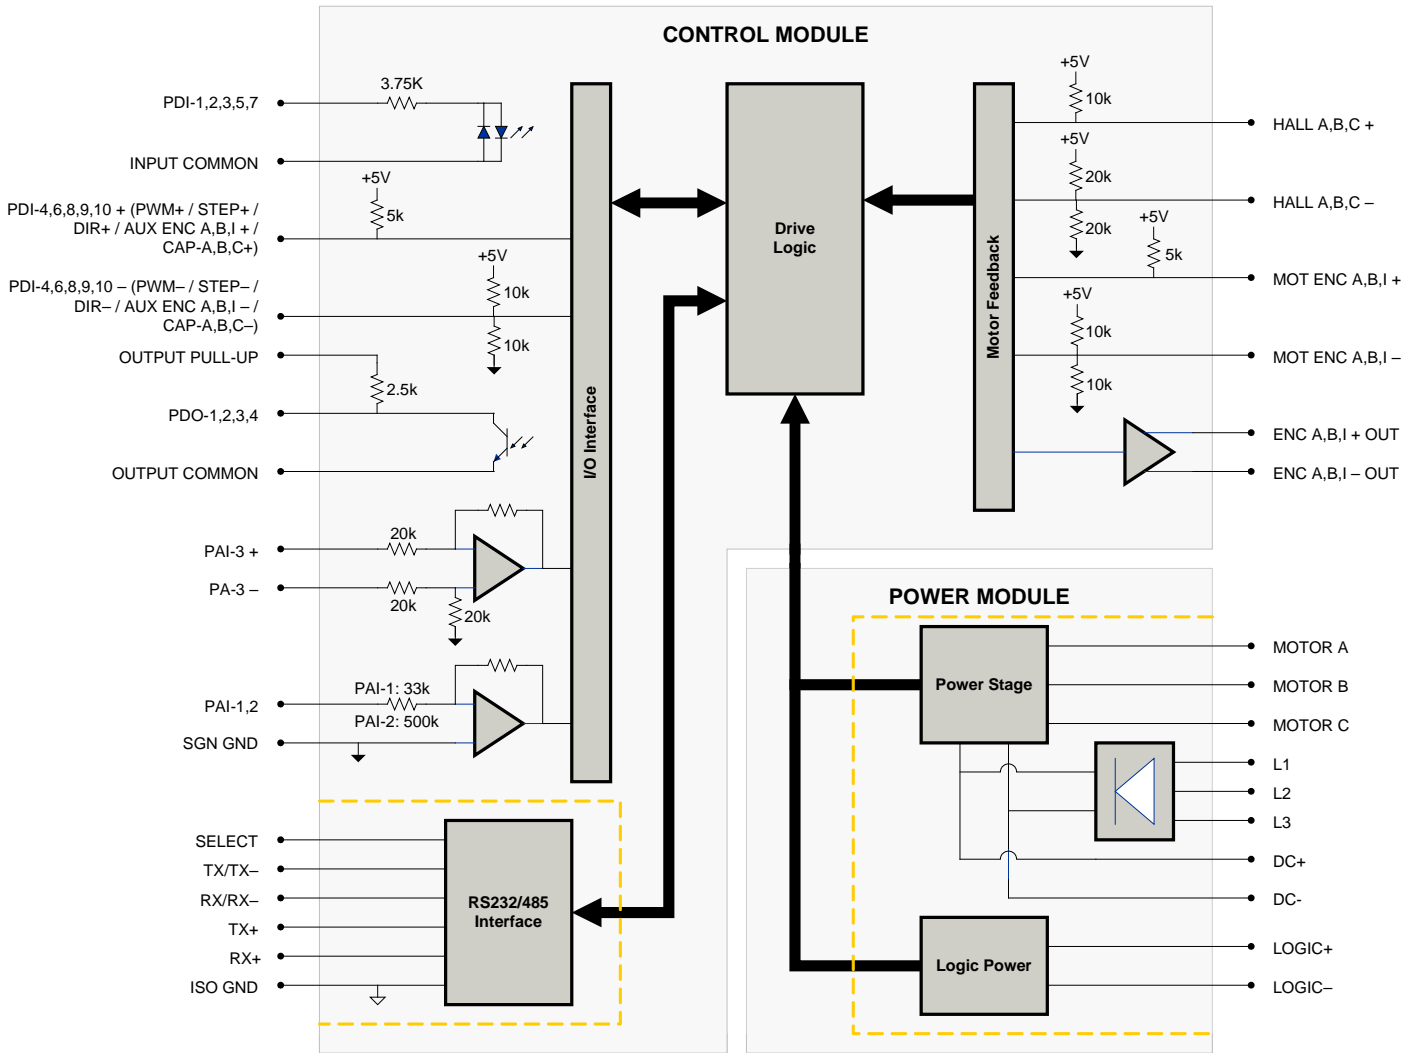 CONTROL MODULE
3.75K
PDI-1,2,3,5,7
INPUT COMMON
+5V
5k
PDI-4,6,8,9,10 + (PWM+ / STEP+ /
DIR+ / AUX ENC A,B,I + /
CAP-A,B,C+)
+5V
10k
PDI-4,6,8,9,10 – (PWM– / STEP– /
DIR– / AUX ENC A,B,I – /
CAP-A,B,C–)
10k
OUTPUT PULL-UP
2.5k
PDO-1,2,3,4
OUTPUT COMMON
20k
PAI-3 +
PA-3 –
20k
20k
PAI-1: 33k
PAI-1,2
PAI-2: 500k
SGN GND
I/O Interface
SELECT
TX/TX–
RX/RX–
TX+
RX+
ISO GND
RS232/485
Interface
Drive
Logic
Motor Feedback
+5V
10k
HALL A,B,C +
+5V
20k
HALL A,B,C –
20k
+5V
5k
MOT ENC A,B,I +
+5V
10k
MOT ENC A,B,I –
10k
ENC A,B,I + OUT
ENC A,B,I – OUT
POWER MODULE
Power Stage
MOTOR A
MOTOR B
MOTOR C
L1
L2
L3
DC+
DC-
Logic Power
LOGIC+
LOGIC–